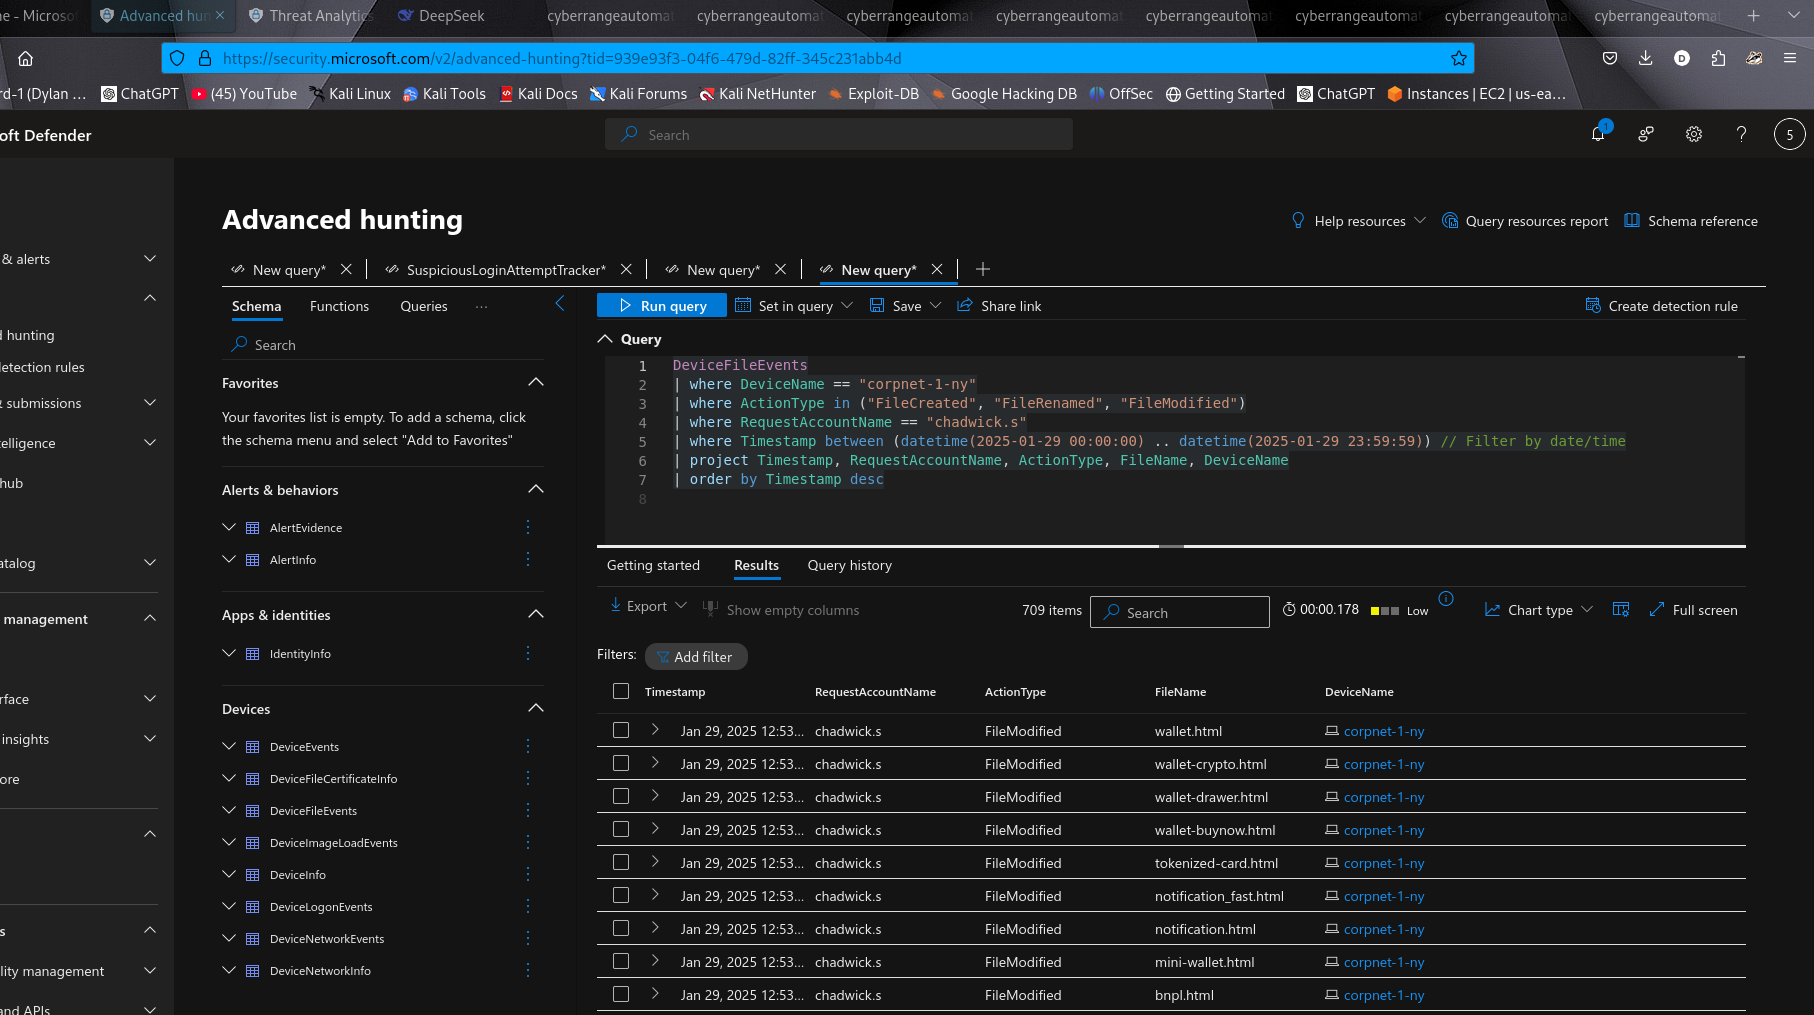 e - Microso Advanced hun Threat Analytic DeepSeek cyberrangeautomat cyberrangeautomat cyberrangeautomat cyberrangeautomat cyberrangeautomat cyberrangeautomat cyberrangeautomat cyberrangeautomat
https://security.microsoft.com/v2/advanced-hunting?tid=939e93f3-04f6-479d-82ff-345c231abb4d D
rd-1 (Dylan … ChatGPT (45) YouTube Kali Linux Kali Tools Kali Docs Kali Forums Kali NetHunter Exploit-DB Google Hacking DB OffSec Getting Started ChatGPT Instances | EC2 | us-ea…
oft Defender Search 1 ? 5
Advanced hunting
Help resources Query resources report Schema reference
& alerts
New query* SuspiciousLoginAttemptTracker* New query* New query*
Schema Functions Queries ···
Run query Set in query Save Share link Create detection rule
d hunting
Search
Query
etection rules
Favorites
& submissions
Your favorites list is empty. To add a schema, click
the schema menu and select "Add to Favorites"
telligence
hub
1 DeviceFileEvents
2 | where DeviceName == "corpnet-1-ny"
3 | where ActionType in ("FileCreated", "FileRenamed", "FileModified")
4 | where RequestAccountName == "chadwick.s"
5 | where Timestamp between (datetime(2025-01-29 00:00:00) .. datetime(2025-01-29 23:59:59)) // Filter by date/time
6 | project Timestamp, RequestAccountName, ActionType, FileName, DeviceName
7 | order by Timestamp desc
8
Alerts & behaviors
AlertEvidence
AlertInfo
atalog
management
Apps & identities
IdentityInfo
rface
Devices
insights
DeviceEvents
ore
DeviceFileCertificateInfo
DeviceFileEvents
DeviceImageLoadEvents
DeviceInfo
DeviceLogonEvents
s
DeviceNetworkEvents
lity management
DeviceNetworkInfo
and APIs
Getting started Results Query history
Export Show empty columns 709 items Search 00:00.178 Low Chart type Full screen
Filters: Add filter
Timestamp RequestAccountName ActionType FileName DeviceName
Jan 29, 2025 12:53… chadwick.s FileModified wallet.html corpnet-1-ny
Jan 29, 2025 12:53… chadwick.s FileModified wallet-crypto.html corpnet-1-ny
Jan 29, 2025 12:53… chadwick.s FileModified wallet-drawer.html corpnet-1-ny
Jan 29, 2025 12:53… chadwick.s FileModified wallet-buynow.html corpnet-1-ny
Jan 29, 2025 12:53… chadwick.s FileModified tokenized-card.html corpnet-1-ny
Jan 29, 2025 12:53… chadwick.s FileModified notification_fast.html corpnet-1-ny
Jan 29, 2025 12:53… chadwick.s FileModified notification.html corpnet-1-ny
Jan 29, 2025 12:53… chadwick.s FileModified mini-wallet.html corpnet-1-ny
Jan 29, 2025 12:53… chadwick.s FileModified bnpl.html corpnet-1-ny